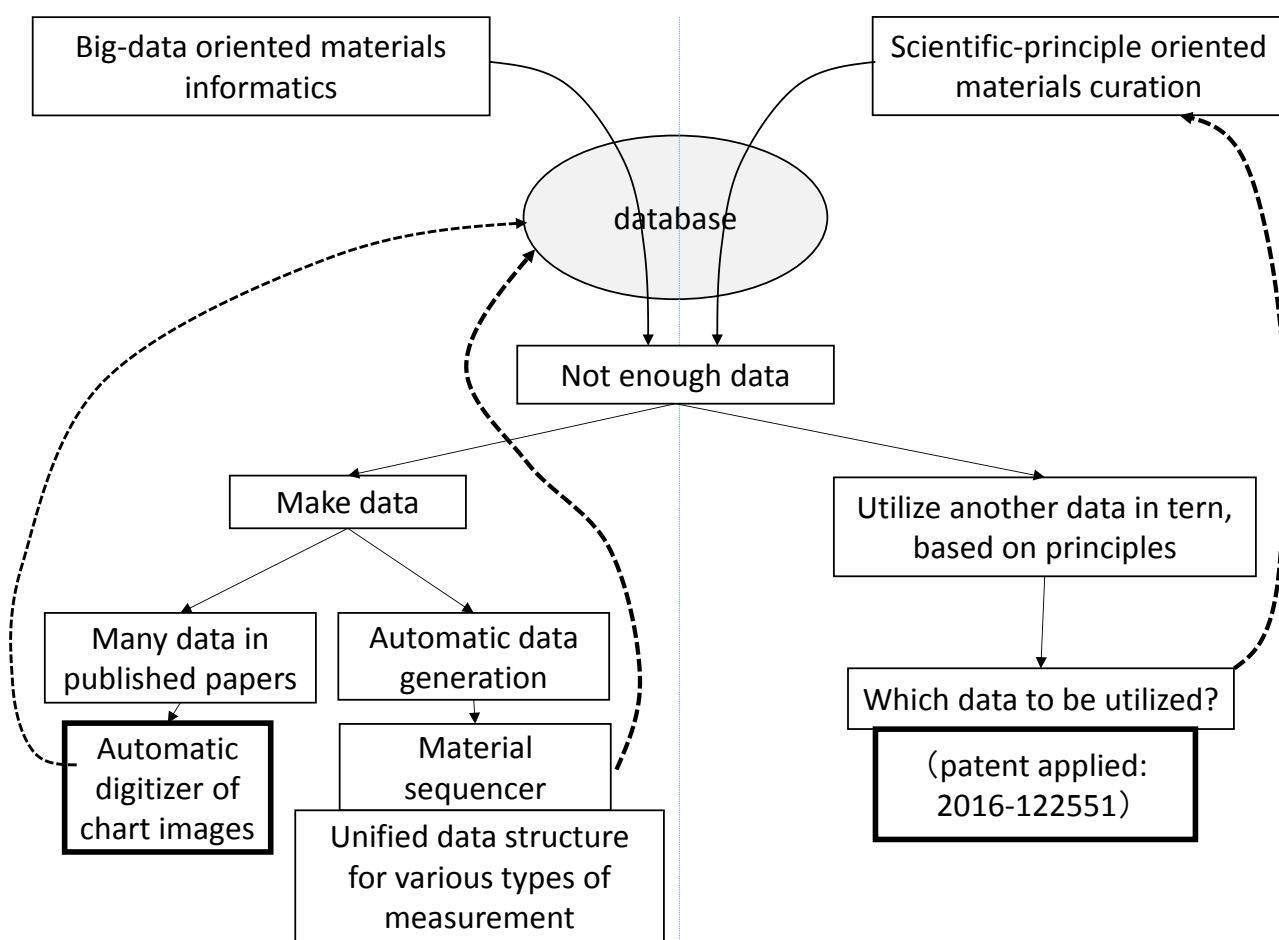 Big-data oriented materials
informatics
Scientific-principle oriented
materials curation
database
Not enough data
Make data
Utilize another data in tern,
based on principles
Many data in
published papers
Automatic data
generation
Which data to be utilized?
Automatic
digitizer of
chart images
Material
sequencer
（patent applied:
2016-122551）
Unified data structure
for various types of
measurement